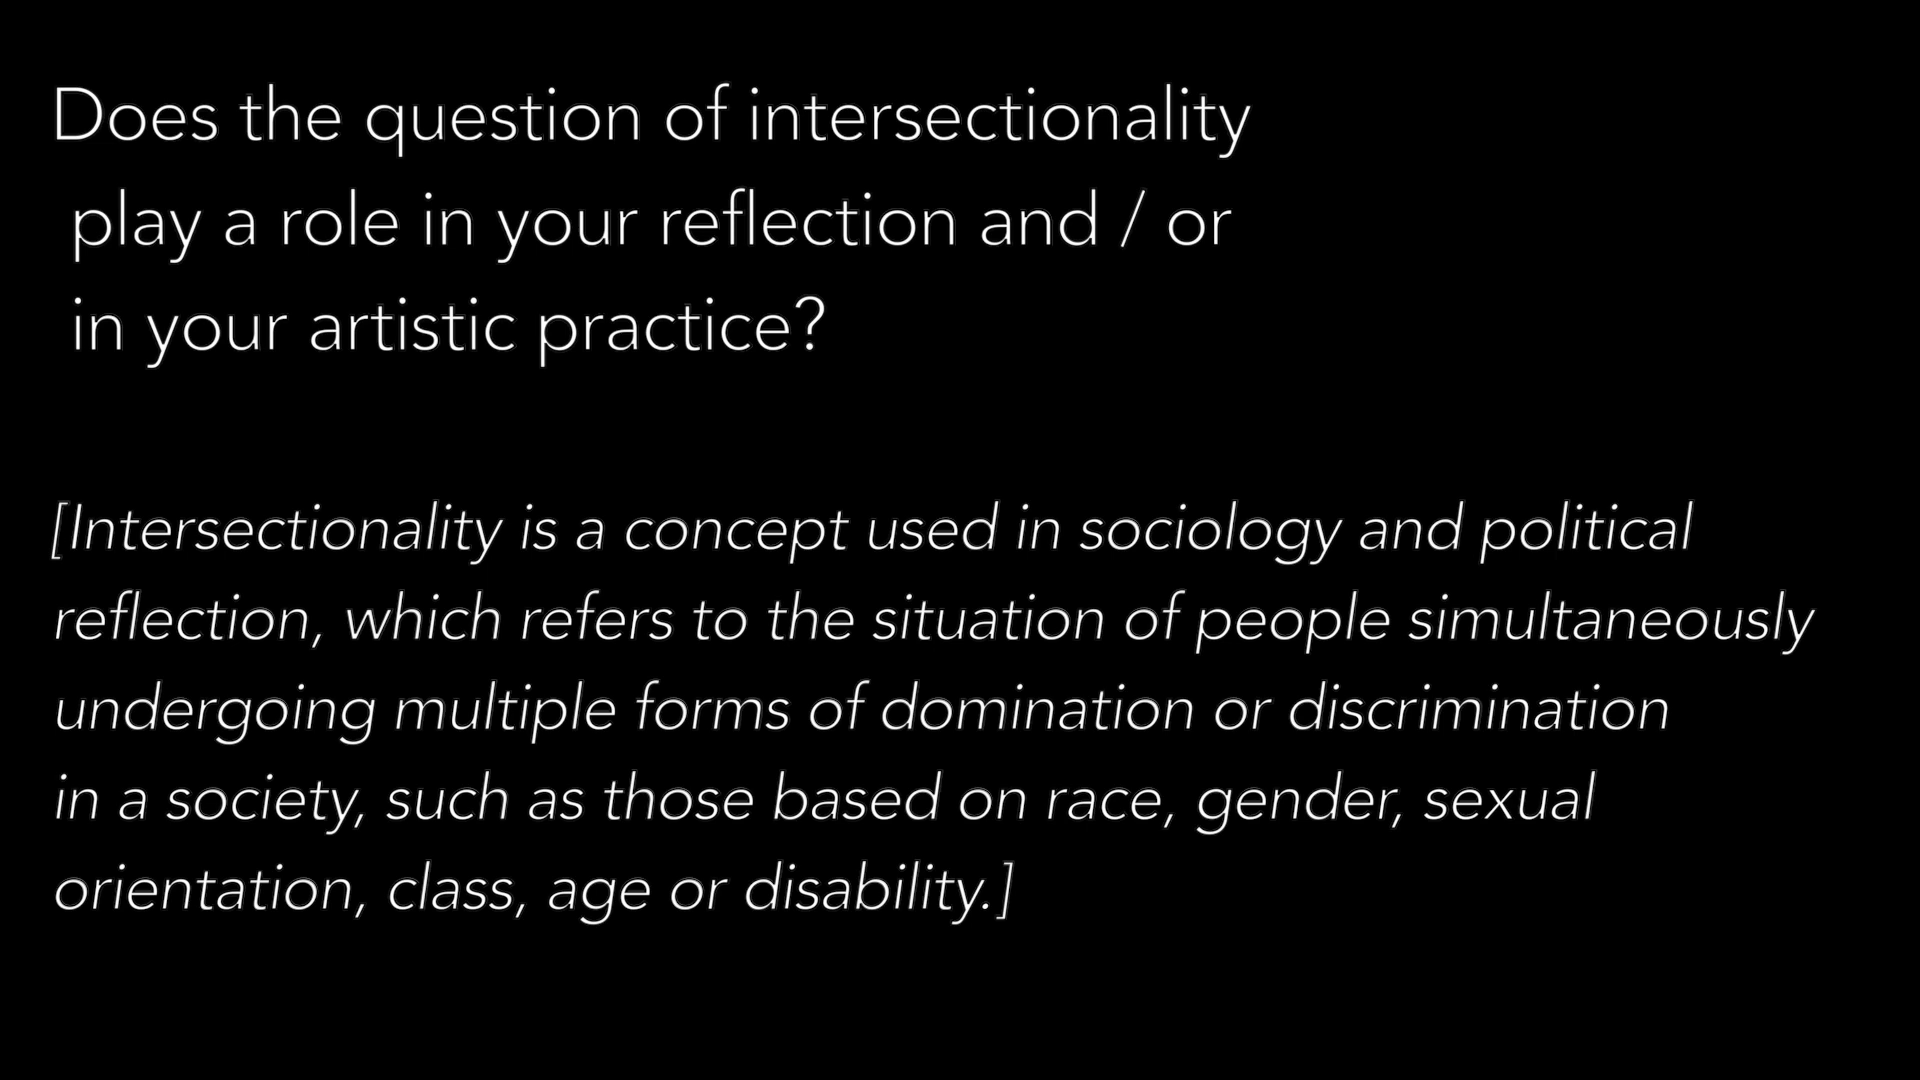 Does the question of intersectionality
play a role in your reflection and / or
in your artistic practice?
[Intersectionality is a concept used in sociology and political
reflection, which refers to the situation of people simultaneously
undergoing multiple forms of domination or discrimination
in a society, such as those based on race, gender, sexual
orientation, class, age or disability.]